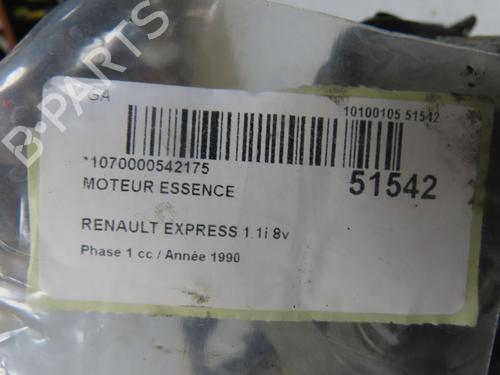 GA
10100105 51542
*1070000542175
51542
MOTEUR ESSENCE
RENAULT EXPRESS 1.1i 8v
Phase 1 cc / Année 1990
B-PARTS